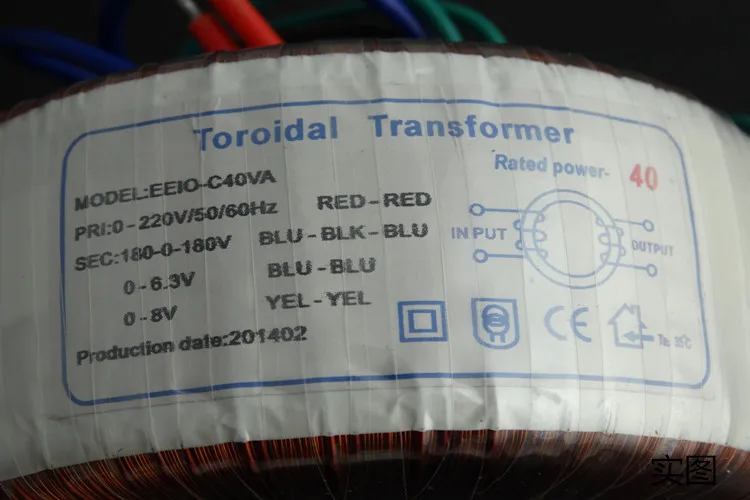 Toroidal Transformer
Rated power- 40
MODEL:EEIO-C40VA
PRI:0-220V/50/60Hz RED-RED
SEC:180-0-180V BLU-BLK-BLU
0-6.3V BLU-BLU
0-8V YEL-YEL
Production date:201402
INPUT OUTPUT
CE
实图